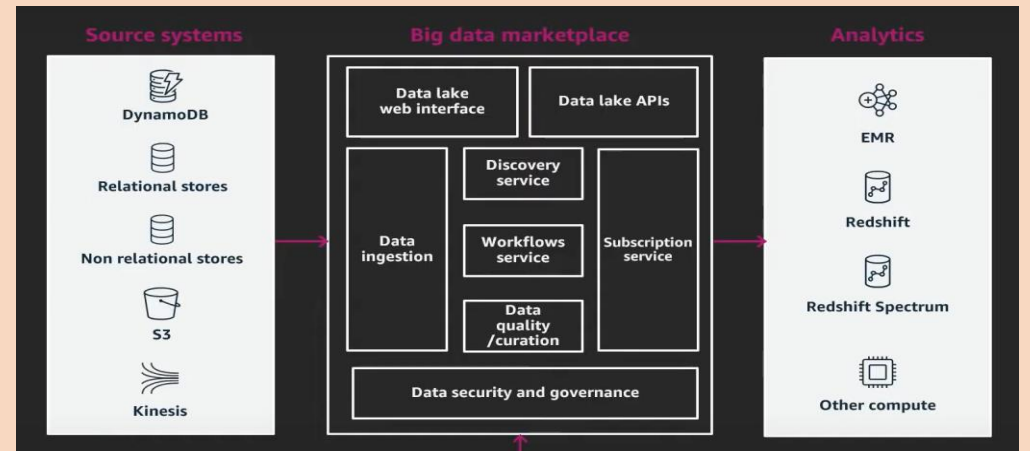 Source systems
DynamoDB
Relational stores
Non relational stores
S3
Kinesis
Big data marketplace
Data lake
web interface
Data lake APIs
Data
ingestion
Discovery
service
Workflows
service
Data
quality
/curation
Subscription
service
Data security and governance
Analytics
EMR
Redshift
Redshift Spectrum
Other compute